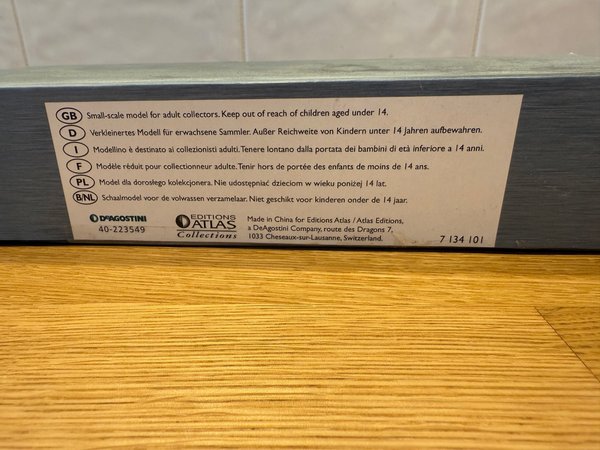 GB Small-scale model for adult collectors. Keep out of reach of children aged under 14.
D Verkleinertes Modell für erwachsene Sammler. Außer Reichweite von Kindern unter 14 Jahren aufbewahren.
I Modellino è destinato ai collezionisti adulti. Tenere lontano dalla portata dei bambini di età inferiore a 14 anni.
F Modèle réduit pour collectionneur adulte. Tenir hors de portée des enfants de moins de 14 ans.
PL Model dla dorosłego kolekcjonera. Nie udostępniać dzieciom w wieku poniżej 14 lat.
B/NL Schaalmodel voor de volwassen verzamelaar. Niet geschikt voor kinderen onder de 14 jaar.
DEAGOSTINI
40-223549
EDITIONS
ATLAS
Collections
Made in China for Editions Atlas / Atlas Editions,
a DeAgostini Company, route des Dragons 7,
1033 Cheseaux-sur-Lausanne, Switzerland.
7 134 101